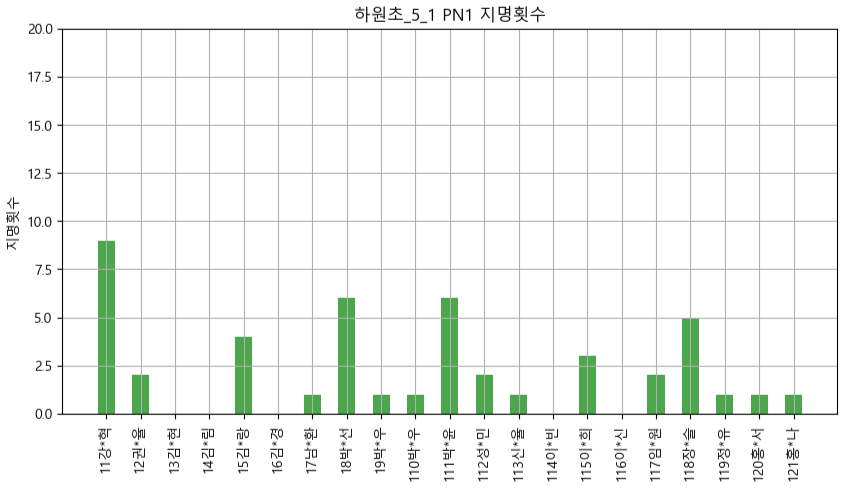 하원초_5_1 PN1 지명횟수
지명횟수
20.0
17.5
15.0
12.5
10.0
7.5
5.0
2.5
0.0
11강*혁
12권*율
13김*현
14김*림
15김*랑
16김*경
17남*환
18박*선
19박*우
110박*우
111박*윤
112성*민
113신*율
114이*빈
115이*희
116이*신
117임*원
118장*슬
119정*유
120홍*서
121홍*나